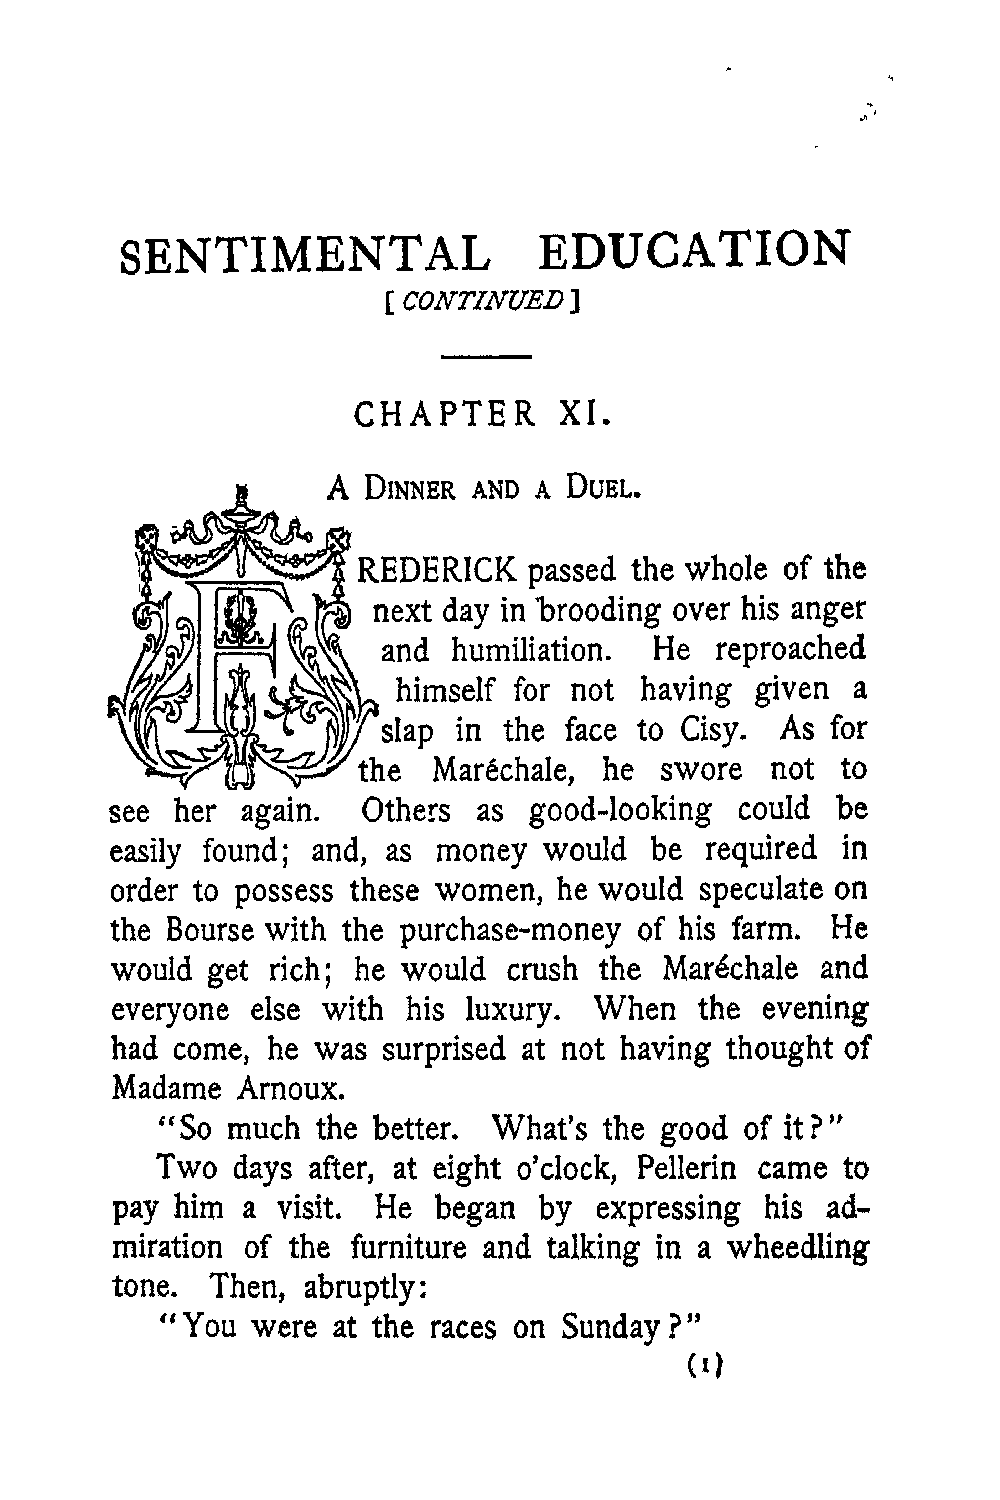 SENTIMENTAL EDUCATION
[CONTINUED]
CHAPTER XI.
A DINNER AND A DUEL.
FREDERICK passed the whole of the
next day in brooding over his anger
and humiliation. He reproached
himself for not having given a
slap in the face to Cisy. As for
the Maréchale, he swore not to
see her again. Others as good-looking could be
easily found; and, as money would be required in
order to possess these women, he would speculate on
the Bourse with the purchase-money of his farm. He
would get rich; he would crush the Maréchale and
everyone else with his luxury. When the evening
had come, he was surprised at not having thought of
Madame Arnoux.
"So much the better. What's the good of it?"
Two days after, at eight o'clock, Pellerin came to
pay him a visit. He began by expressing his ad-
miration of the furniture and talking in a wheedling
tone. Then, abruptly:
"You were at the races on Sunday?"
(1)